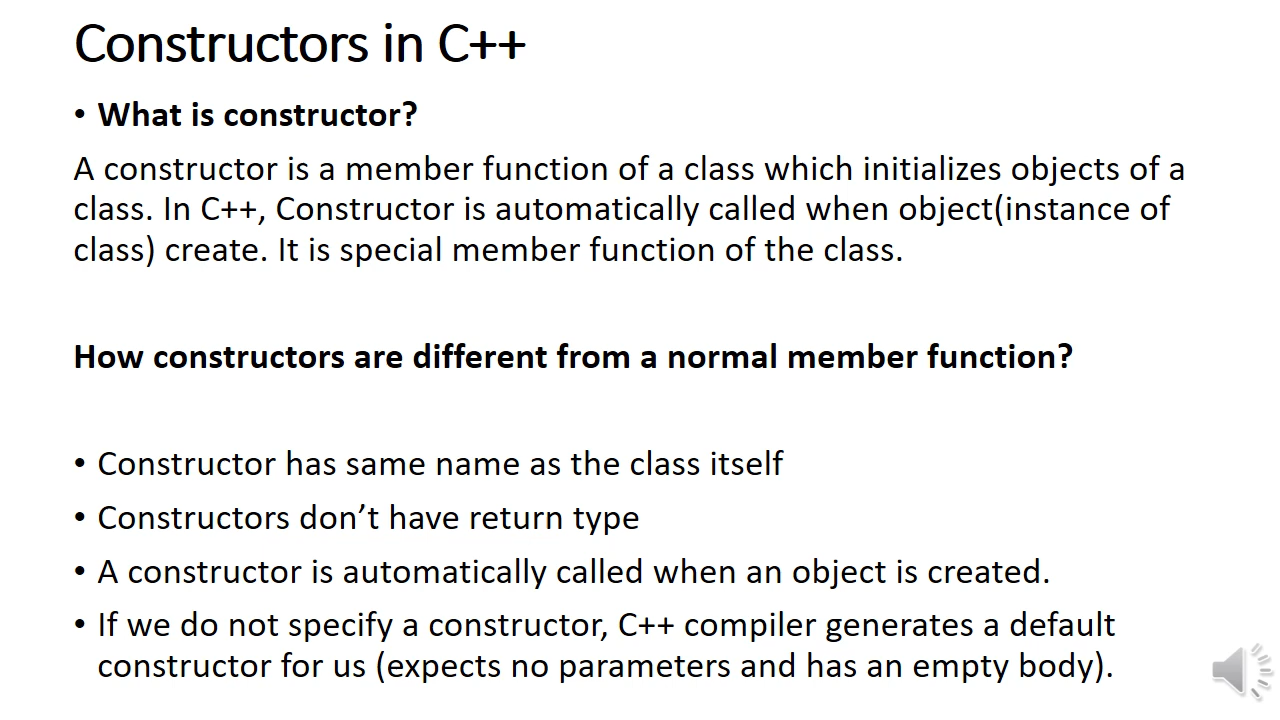 Constructors in C++
• What is constructor?
A constructor is a member function of a class which initializes objects of a
class. In C++, Constructor is automatically called when object(instance of
class) create. It is special member function of the class.
How constructors are different from a normal member function?
• Constructor has same name as the class itself
• Constructors don’t have return type
• A constructor is automatically called when an object is created.
• If we do not specify a constructor, C++ compiler generates a default
constructor for us (expects no parameters and has an empty body).